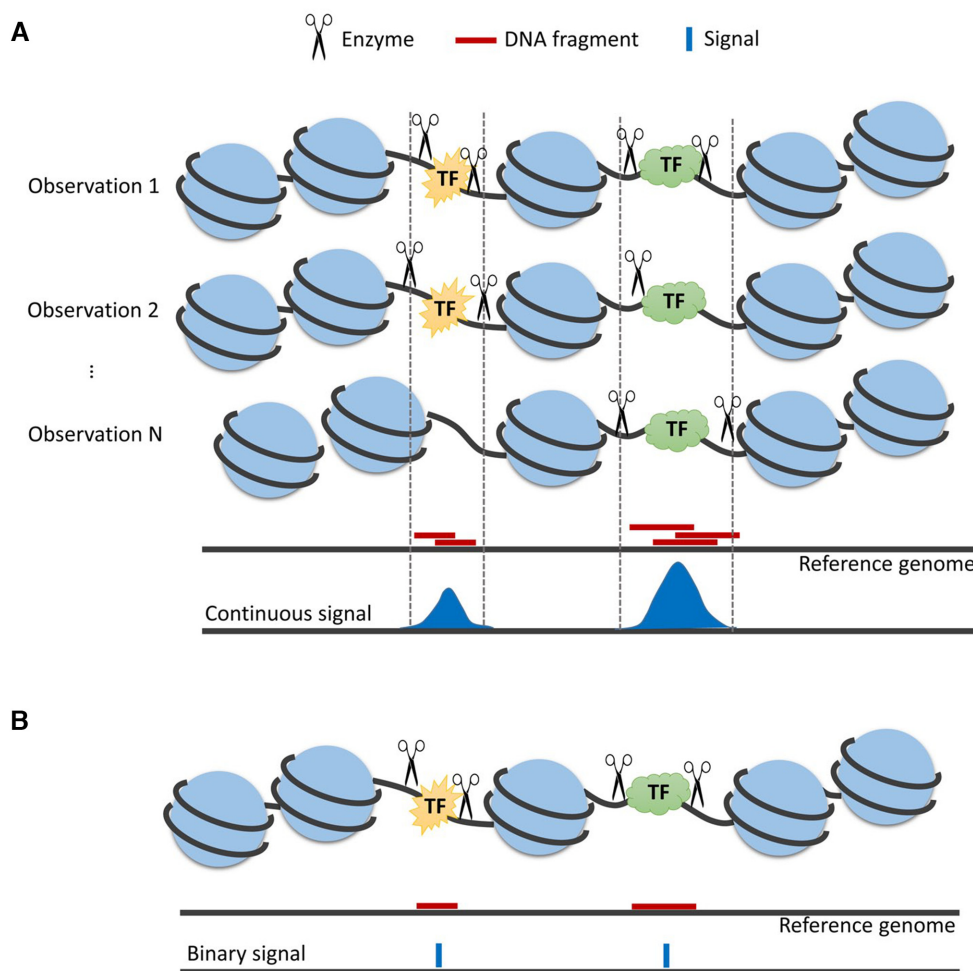 A
Enzyme DNA fragment Signal
Observation 1 TF TF
Observation 2 TF TF
...
Observation N TF
Reference genome
Continuous signal
B
TF TF
Reference genome
Binary signal